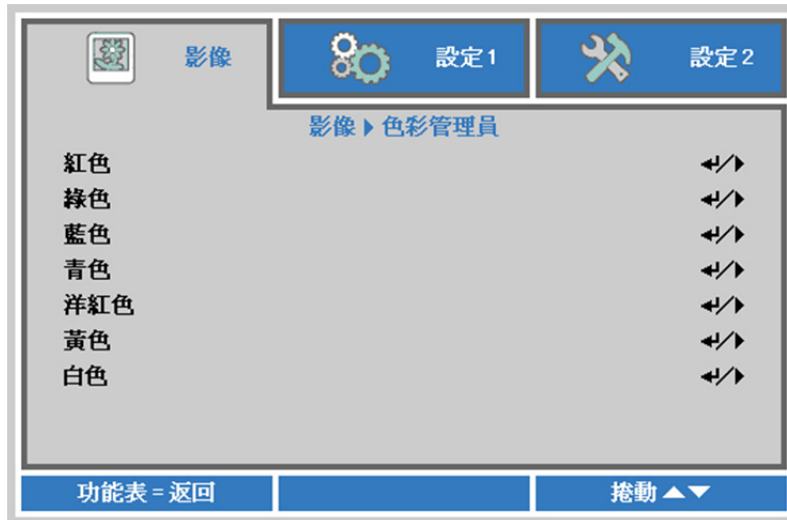 影像
設定1
設定2
影像▶色彩管理員
紅色 ↵/▶
綠色 ↵/▶
藍色 ↵/▶
青色 ↵/▶
洋紅色 ↵/▶
黃色 ↵/▶
白色 ↵/▶
功能表 = 返回
捲動▲▼